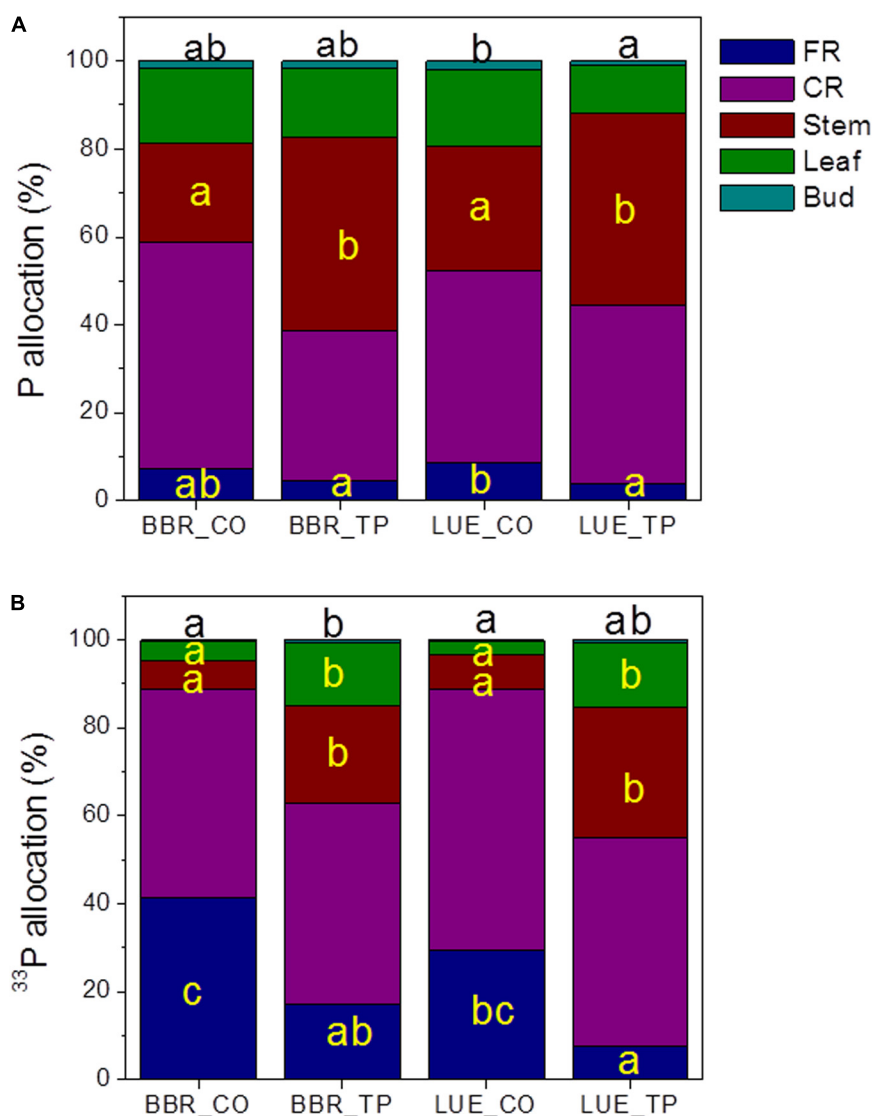 A
P allocation (%)
100
80
60
40
20
0
ab ab b a
a b a b
ab a b a
BBR_CO BBR_TP LUE_CO LUE_TP
FR
CR
Stem
Leaf
Bud
B
³³P allocation (%)
100
80
60
40
20
0
a b a ab
a b a b
a b a b
c ab bc a
BBR_CO BBR_TP LUE_CO LUE_TP